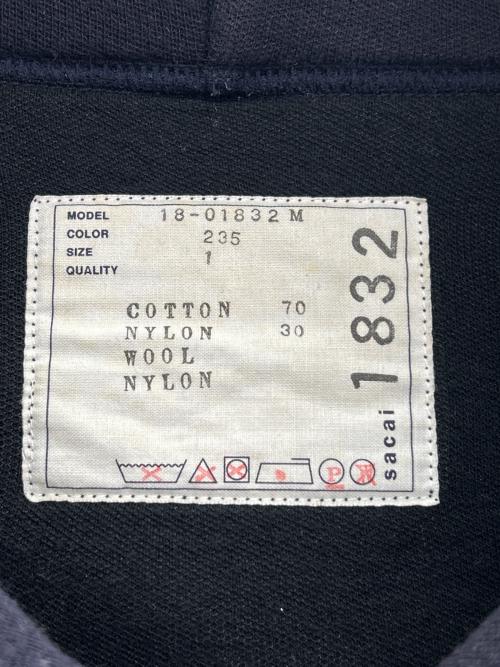 MODEL 18-01832 M
COLOR 235
SIZE 1
QUALITY
COTTON 70
NYLON 30
WOOL
NYLON
P
sacai 1832